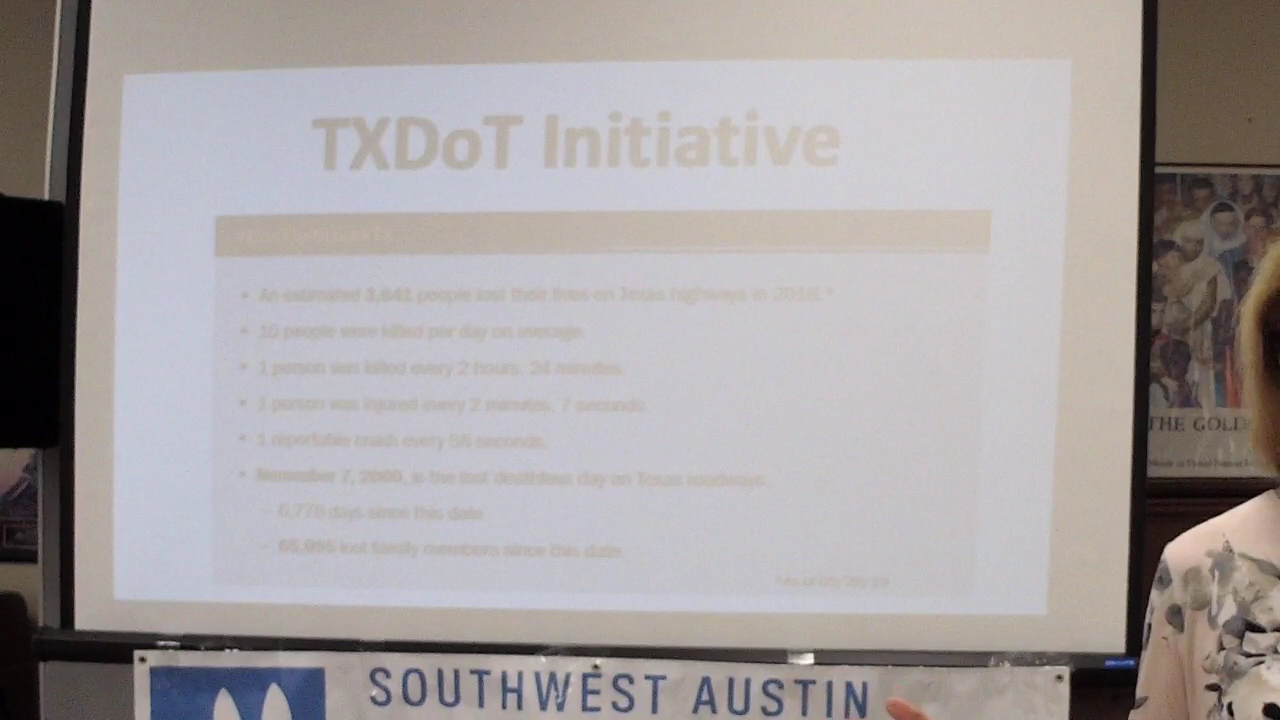 TXDoT Initiative
#EndTheStreakTX
• An estimated 3,641 people lost their lives on Texas highways in 2018.*
• 10 people were killed per day on average.
• 1 person was killed every 2 hours, 24 minutes.
• 1 person was injured every 2 minutes, 7 seconds.
• 1 reportable crash every 58 seconds.
• November 7, 2000, is the last deathless day on Texas roadways.
– days since this date
– lost family members since this date.
*As of
THE GOLD
SOUTHWEST AUSTIN